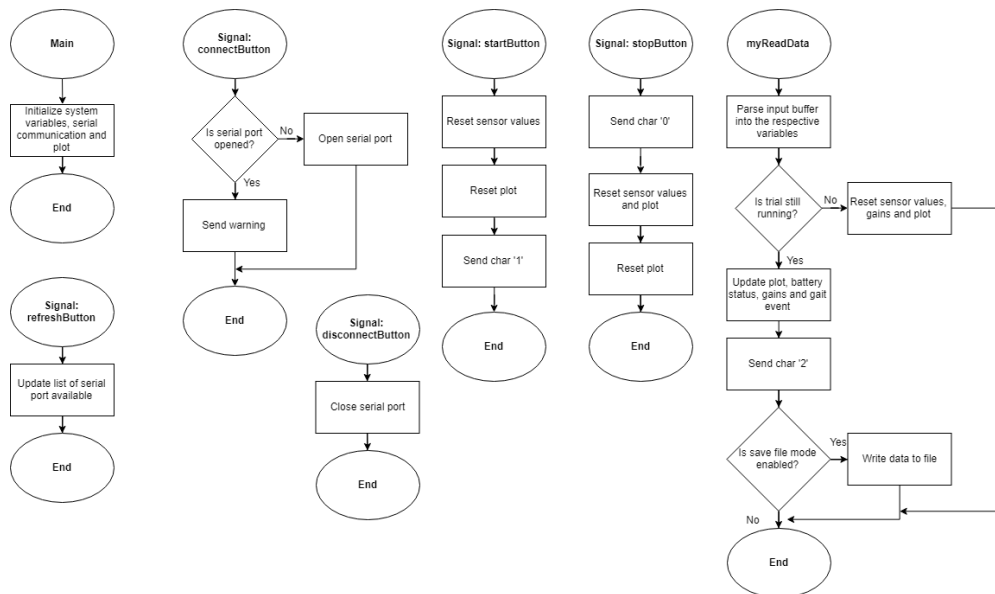 Main
Initialize system
variables, serial
communication and
plot
End
Signal:
refreshButton
Update list of serial
port available
End
Signal:
connectButton
Is serial port
opened?
No
Open serial port
Yes
Send warning
End
Signal:
disconnectButton
Close serial port
End
Signal: startButton
Reset sensor values
Reset plot
Send char '1'
End
Signal: stopButton
Send char '0'
Reset sensor values
and plot
Reset plot
End
myReadData
Parse input buffer
into the respective
variables
Is trial still
running?
No
Reset sensor values,
gains and plot
Yes
Update plot, battery
status, gains and gait
event
Send char '2'
Is save file mode
enabled?
Yes
Write data to file
No
End